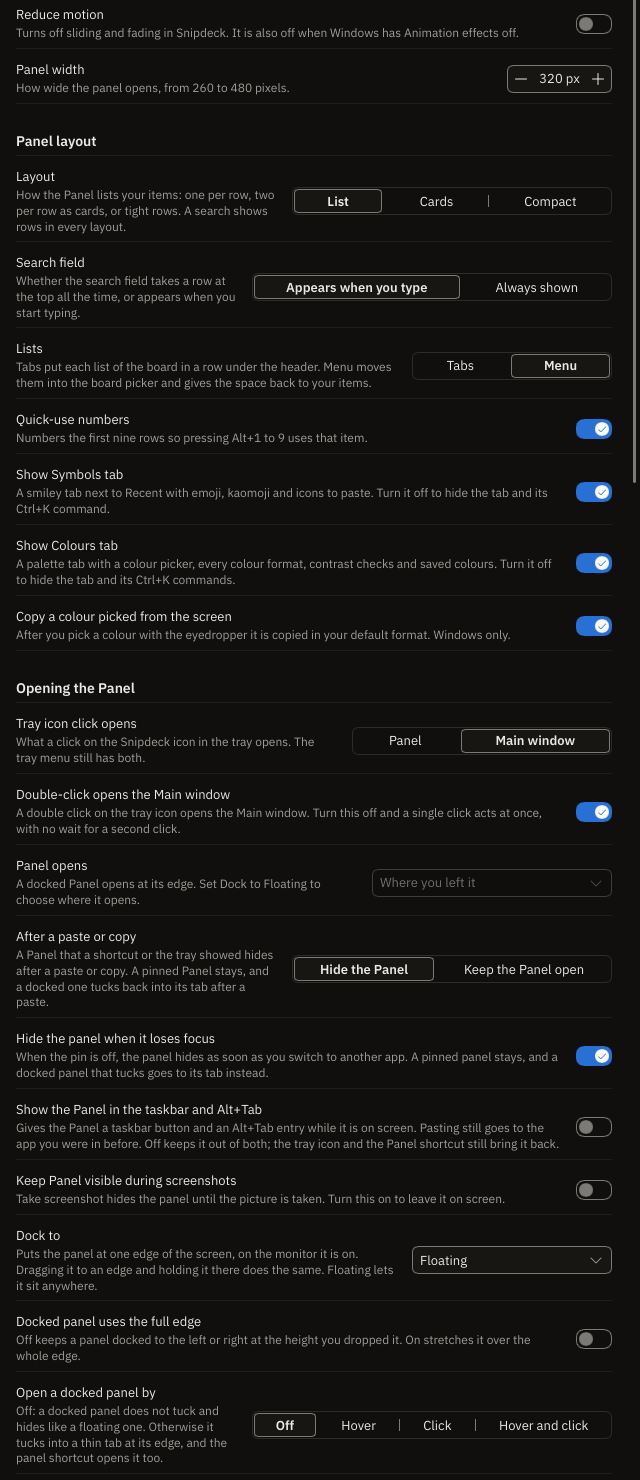 Reduce motion
Turns off sliding and fading in Snipdeck. It is also off when Windows has Animation effects off.
Panel width
How wide the panel opens, from 260 to 480 pixels.
320 px
Panel layout
Layout
How the Panel lists your items: one per row, two
per row as cards, or tight rows. A search shows
rows in every layout.
List
Cards
Compact
Search field
Whether the search field takes a row at
the top all the time, or appears when you
start typing.
Appears when you type
Always shown
Lists
Tabs put each list of the board in a row under the header. Menu moves
them into the board picker and gives the space back to your items.
Tabs
Menu
Quick-use numbers
Numbers the first nine rows so pressing Alt+1 to 9 uses that item.
Show Symbols tab
A smiley tab next to Recent with emoji, kaomoji and icons to paste. Turn it off to hide the tab and its
Ctrl+K command.
Show Colours tab
A palette tab with a colour picker, every colour format, contrast checks and saved colours. Turn it off
to hide the tab and its Ctrl+K commands.
Copy a colour picked from the screen
After you pick a colour with the eyedropper it is copied in your default format. Windows only.
Opening the Panel
Tray icon click opens
What a click on the Snipdeck icon in the tray opens. The
tray menu still has both.
Panel
Main window
Double-click opens the Main window
A double click on the tray icon opens the Main window. Turn this off and a single click acts at once,
with no wait for a second click.
Panel opens
A docked Panel opens at its edge. Set Dock to Floating to
choose where it opens.
Where you left it
After a paste or copy
A Panel that a shortcut or the tray showed hides
after a paste or copy. A pinned Panel stays, and
a docked one tucks back into its tab after a
paste.
Hide the Panel
Keep the Panel open
Hide the panel when it loses focus
When the pin is off, the panel hides as soon as you switch to another app. A pinned panel stays, and a
docked panel that tucks goes to its tab instead.
Show the Panel in the taskbar and Alt+Tab
Gives the Panel a taskbar button and an Alt+Tab entry while it is on screen. Pasting still goes to the
app you were in before. Off keeps it out of both; the tray icon and the Panel shortcut still bring it back.
Keep Panel visible during screenshots
Take screenshot hides the panel until the picture is taken. Turn this on to leave it on screen.
Dock to
Puts the panel at one edge of the screen, on the monitor it is on.
Dragging it to an edge and holding it there does the same. Floating lets
it sit anywhere.
Floating
Docked panel uses the full edge
Off keeps a panel docked to the left or right at the height you dropped it. On stretches it over the
whole edge.
Open a docked panel by
Off: a docked panel does not tuck and
hides like a floating one. Otherwise it
tucks into a thin tab at its edge, and the
panel shortcut opens it too.
Off
Hover
Click
Hover and click